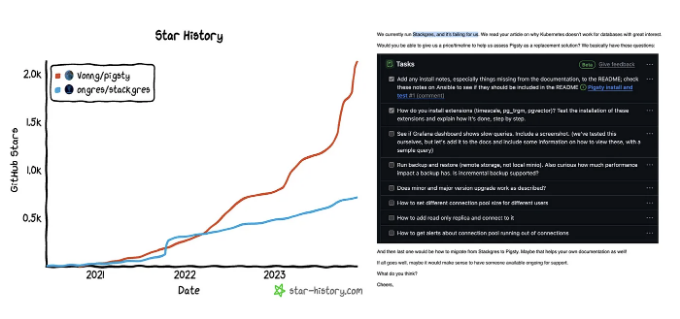 Star History
Vonng/pigsty
ongres/stackgres
2.0k
1.5k
1.0k
0.5k
GitHub Stars
2021
2022
2023
Date
star-history.com
We currently run Stackgres, and it's failing for us. We read your article on why Kubernetes doesn't work for databases with great interest.
Would you be able to give us a price/timeline to help us assess Pigsty as a replacement solution? We basically have these questions:
Tasks
Beta
Give feedback
Add any install notes, especially things missing from the documentation, to the README, check
these notes on Ansible to see if they should be included in the README Pigsty install and
test #1 (comment)
How do you install extensions (timescale, pg_trgm, pgvector)? Test the installation of these
extensions and explain how it's done, step by step.
See if Grafana dashboard shows slow queries. Include a screenshot. (we've tested this
ourselves, but let's add it to the docs and include some information on how to view these, with a
sample query)
Run backup and restore (remote storage, not local minio). Also curious how much performance
impact a backup has. Is incremental backup supported?
Does minor and major version upgrade work as described?
How to set different connection pool size for different users
How to add read only replica and connect to it
How to get alerts about connection pool running out of connections
And then last one would be how to migrate from Stackgres to Pigsty. Maybe that helps your own documentation as well!
If all goes well, maybe it would make sense to have someone available ongoing for support.
What do you think?
Cheers,